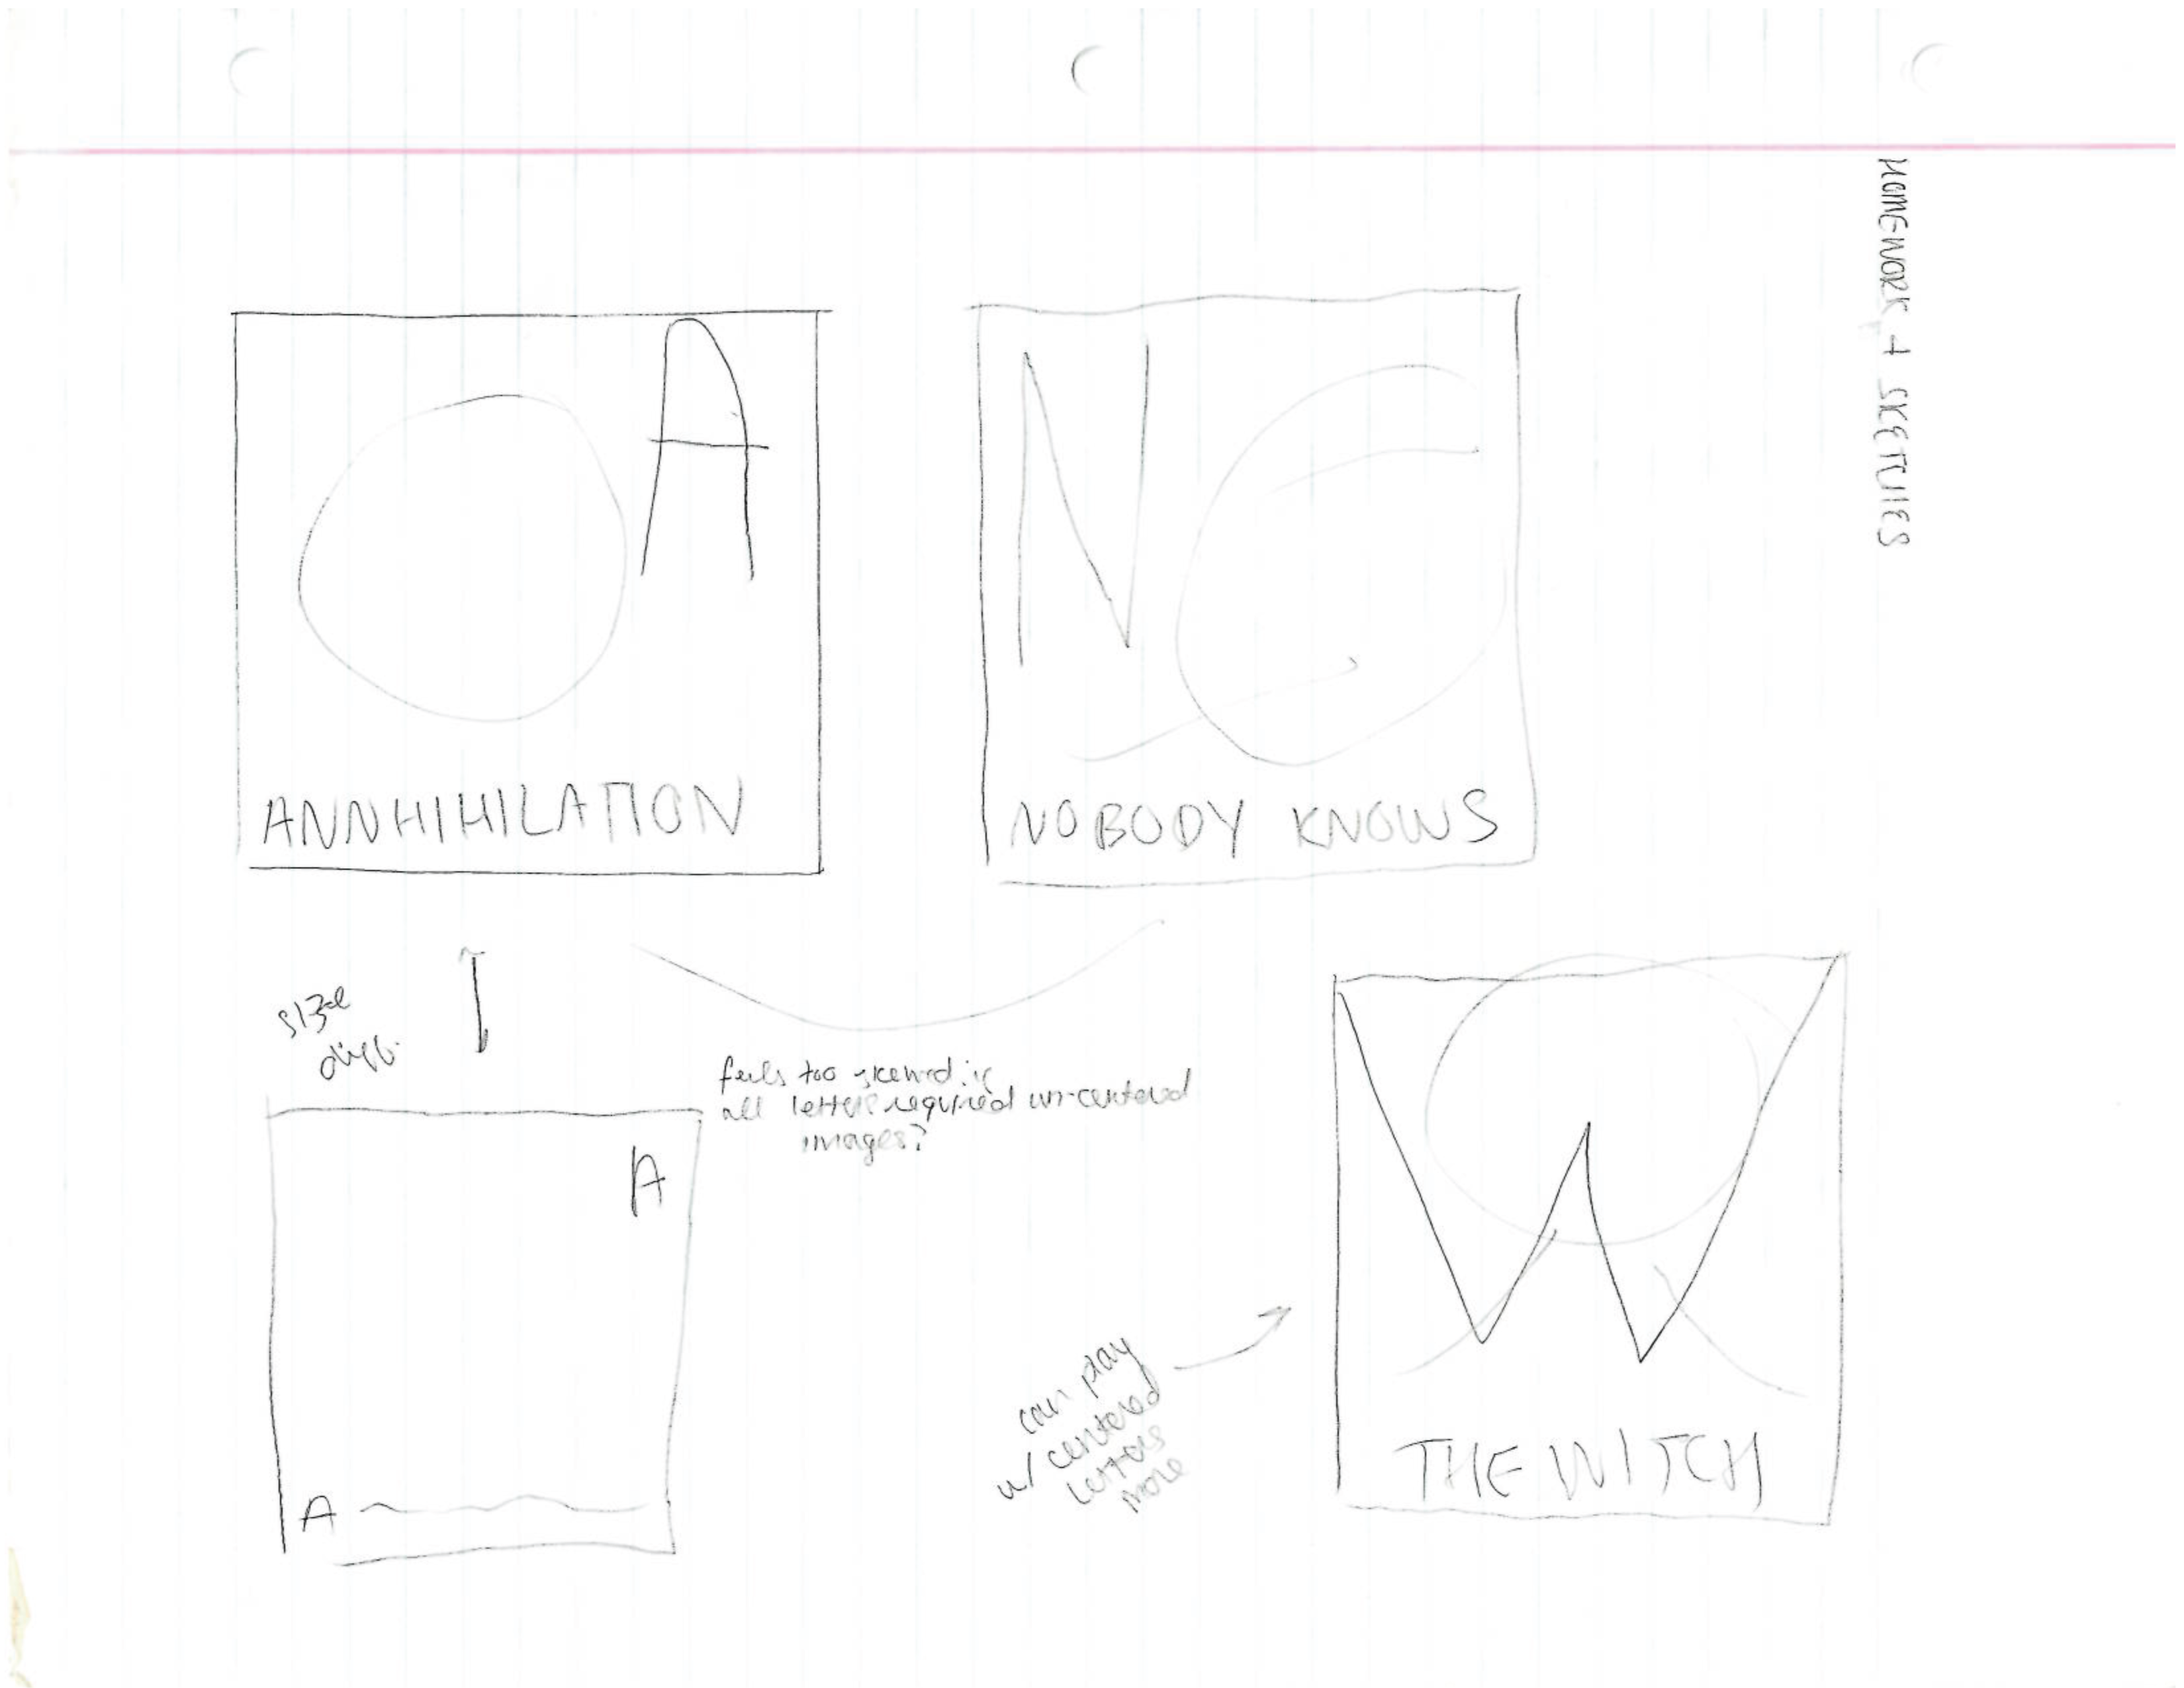 HOMEWORK + SKETCHES
A
ANNHIHILATION
N
NOBODY KNOWS
size
diff.
feels too skewed if
all letters required un-centered
images?
A
A
can play
w/ centered
letters
more
W
THE WITCH